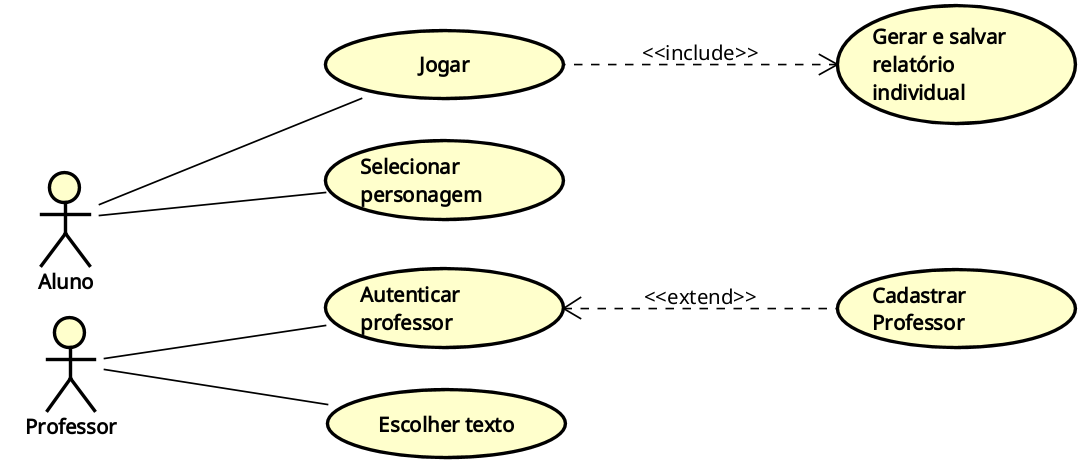 Jogar
<<include>>
Gerar e salvar
relatório
individual
Selecionar
personagem
Aluno
Autenticar
professor
<<extend>>
Cadastrar
Professor
Professor
Escolher texto